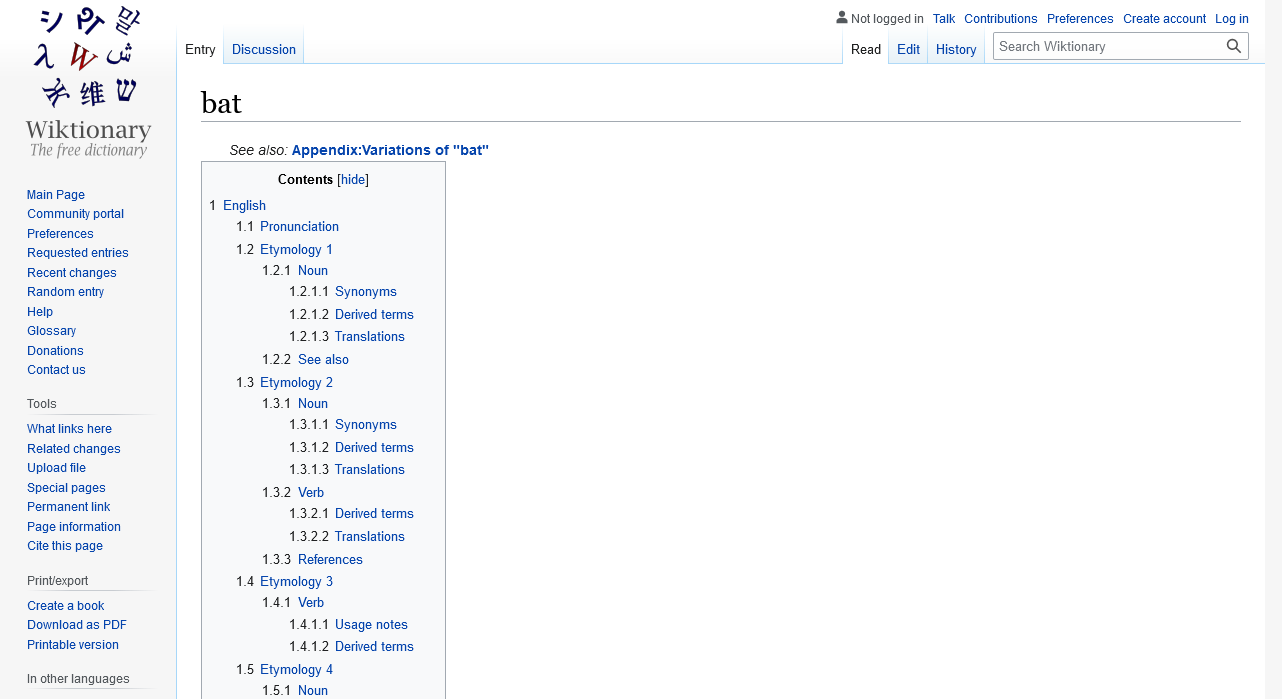 Not logged in Talk Contributions Preferences Create account Log in
Entry Discussion Read Edit History Search Wiktionary
Wiktionary
The free dictionary
Main Page
Community portal
Preferences
Requested entries
Recent changes
Random entry
Help
Glossary
Donations
Contact us
Tools
What links here
Related changes
Upload file
Special pages
Permanent link
Page information
Cite this page
Print/export
Create a book
Download as PDF
Printable version
In other languages
bat
See also: Appendix:Variations of "bat"
Contents [hide]
1 English
1.1 Pronunciation
1.2 Etymology 1
1.2.1 Noun
1.2.1.1 Synonyms
1.2.1.2 Derived terms
1.2.1.3 Translations
1.2.2 See also
1.3 Etymology 2
1.3.1 Noun
1.3.1.1 Synonyms
1.3.1.2 Derived terms
1.3.1.3 Translations
1.3.2 Verb
1.3.2.1 Derived terms
1.3.2.2 Translations
1.3.3 References
1.4 Etymology 3
1.4.1 Verb
1.4.1.1 Usage notes
1.4.1.2 Derived terms
1.5 Etymology 4
1.5.1 Noun